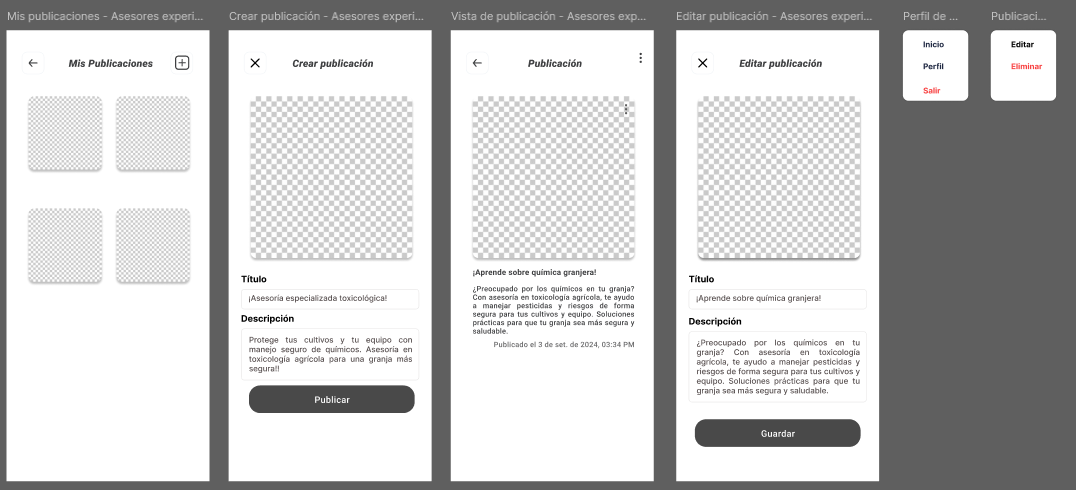 Mis publicaciones - Asesores experi...
Mis Publicaciones
Crear publicación - Asesores experi...
Crear publicación
Título
¡Asesoría especializada toxicológica!
Descripción
Protege tus cultivos y tu equipo con
manejo seguro de químicos. Asesoría en
toxicología agrícola para una granja más
segura!!
Publicar
Vista de publicación - Asesores exp...
Publicación
¡Aprende sobre química granjera!
¿Preocupado por los químicos en tu granja?
Con asesoría en toxicología agrícola, te ayudo
a manejar pesticidas y riesgos de forma
segura para tus cultivos y equipo. Soluciones
prácticas para que tu granja sea más segura y
saludable.
Publicado el 3 de set. de 2024, 03:34 PM
Editar publicación - Asesores experi...
Editar publicación
Título
¡Aprende sobre química granjera!
Descripción
¿Preocupado por los químicos en tu
granja? Con asesoría en toxicología
agrícola, te ayudo a manejar pesticidas y
riesgos de forma segura para tus cultivos y
equipo. Soluciones prácticas para que tu
granja sea más segura y saludable.
Guardar
Perfil de ...
Inicio
Perfil
Salir
Publicaci...
Editar
Eliminar